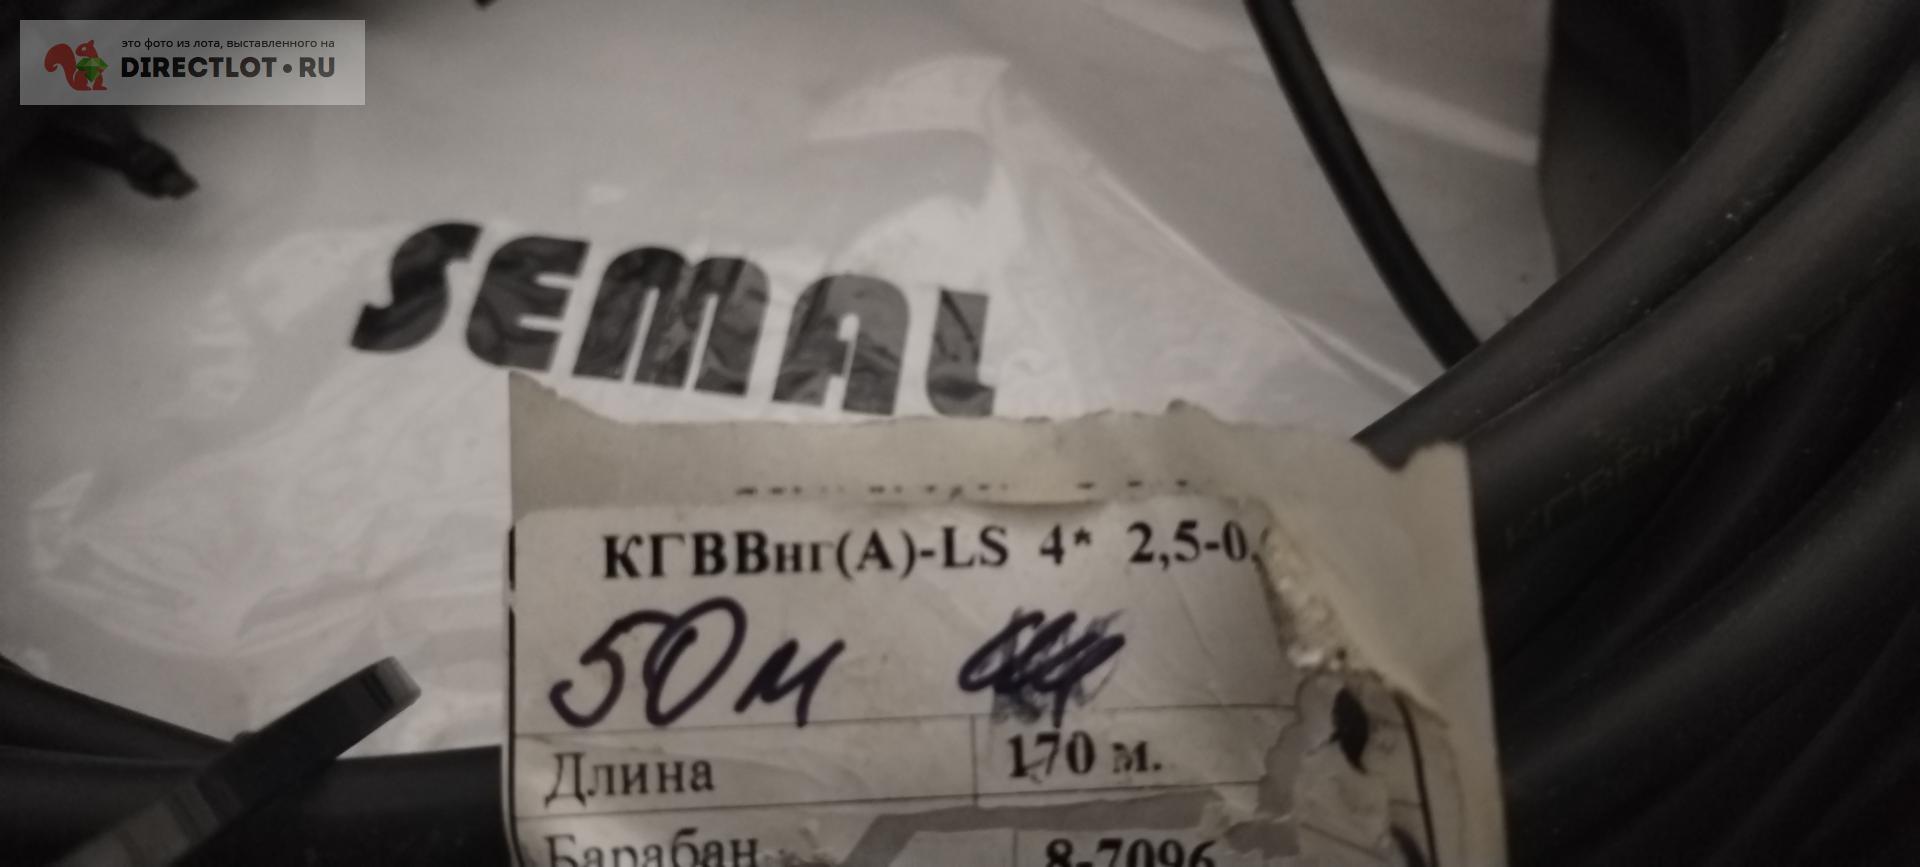 это фото из лота, выставленного на
DIRECTLOT.RU
SEMAL
КГВВнг(А)-LS 4* 2,5-0,
50 м
Длина 170 м.
Барабан 8-7096